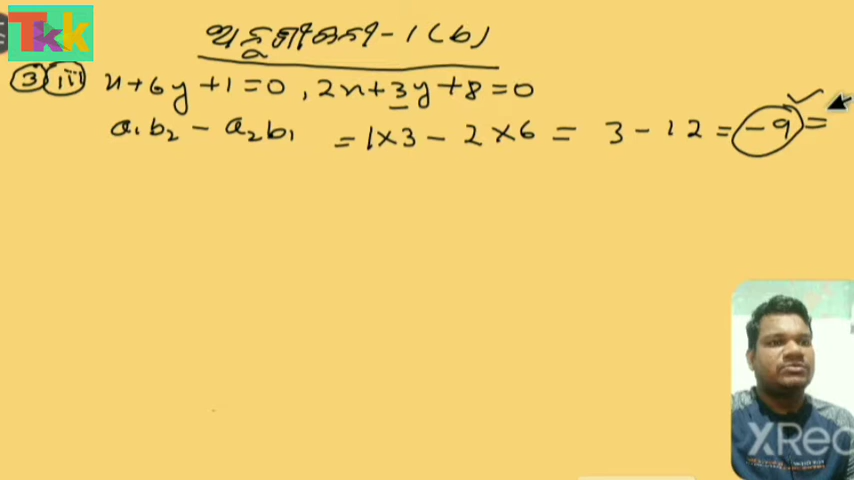 Tkk
ଅନୁଶୀଳନୀ - 1 (b)
3 iii x + 6y + 1 = 0 , 2x + 3y + 8 = 0
a₁b₂ - a₂b₁ = 1 × 3 - 2 × 6 = 3 - 12 = -9 =
XRec